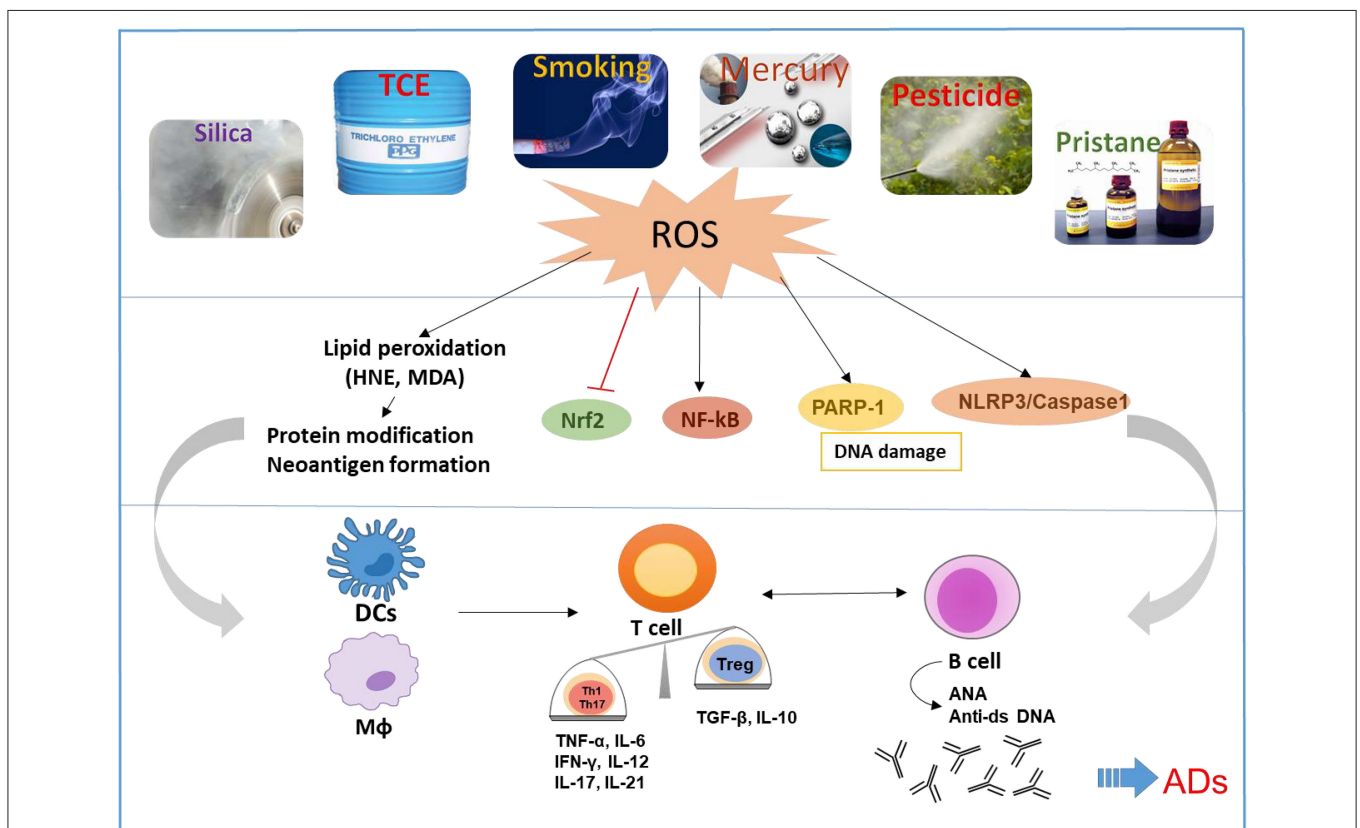 Silica
TCE
TRICHLORO ETHYLENE
Smoking
Mercury
Pesticide
Pristane
Pristane synthetic
ROS
Lipid peroxidation
(HNE, MDA)
Protein modification
Neoantigen formation
Nrf2
NF-kB
PARP-1
DNA damage
NLRP3/Caspase1
DCs
Mϕ
T cell
Th1
Th17
Treg
TNF-α, IL-6
IFN-γ, IL-12
IL-17, IL-21
TGF-β, IL-10
B cell
ANA
Anti-ds DNA
ADs